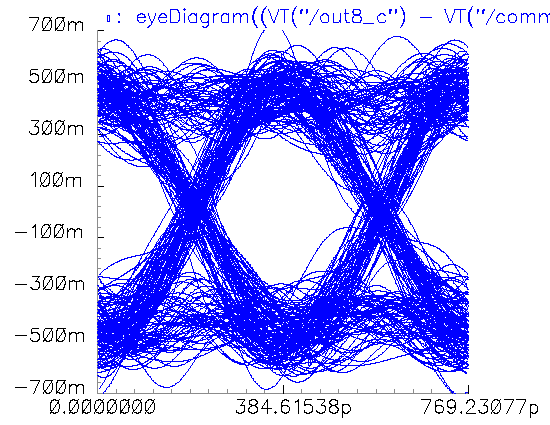 ▯: eyeDiagram((VT("/out8_c") - VT("/comm
700m
500m
300m
100m
-100m
-300m
-500m
-700m
0.0000000 384.61538p 769.23077p